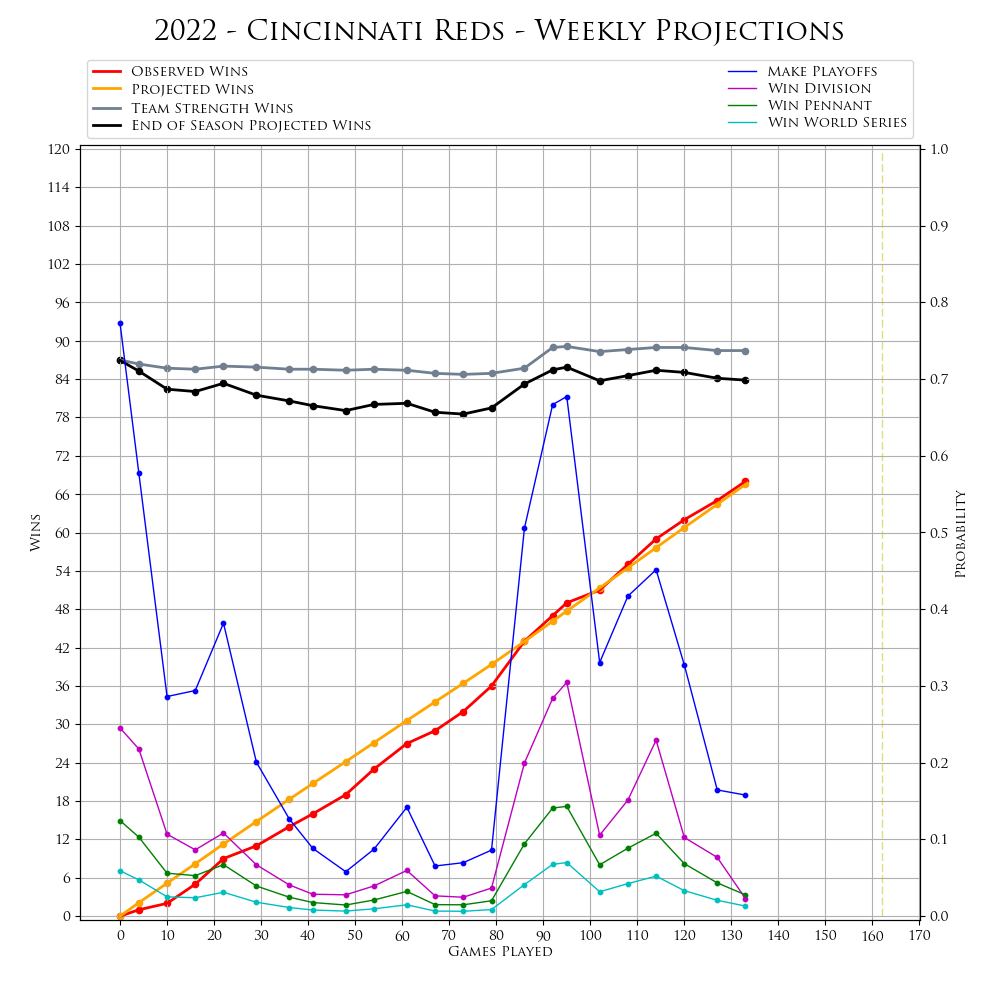 2022 - Cincinnati Reds - Weekly Projections
Observed Wins
Projected Wins
Team Strength Wins
End of Season Projected Wins
Make Playoffs
Win Division
Win Pennant
Win World Series
120
114
108
102
96
90
84
78
72
66
60
54
48
42
36
30
24
18
12
6
0
Wins
1.0
0.9
0.8
0.7
0.6
0.5
0.4
0.3
0.2
0.1
0.0
Probability
0 10 20 30 40 50 60 70 80 90 100 110 120 130 140 150 160 170
Games Played